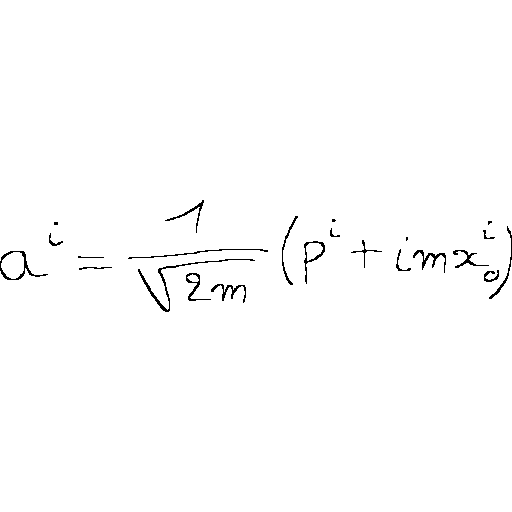 a^i = \frac{1}{\sqrt{2m}} (p^i + imx_0^i)